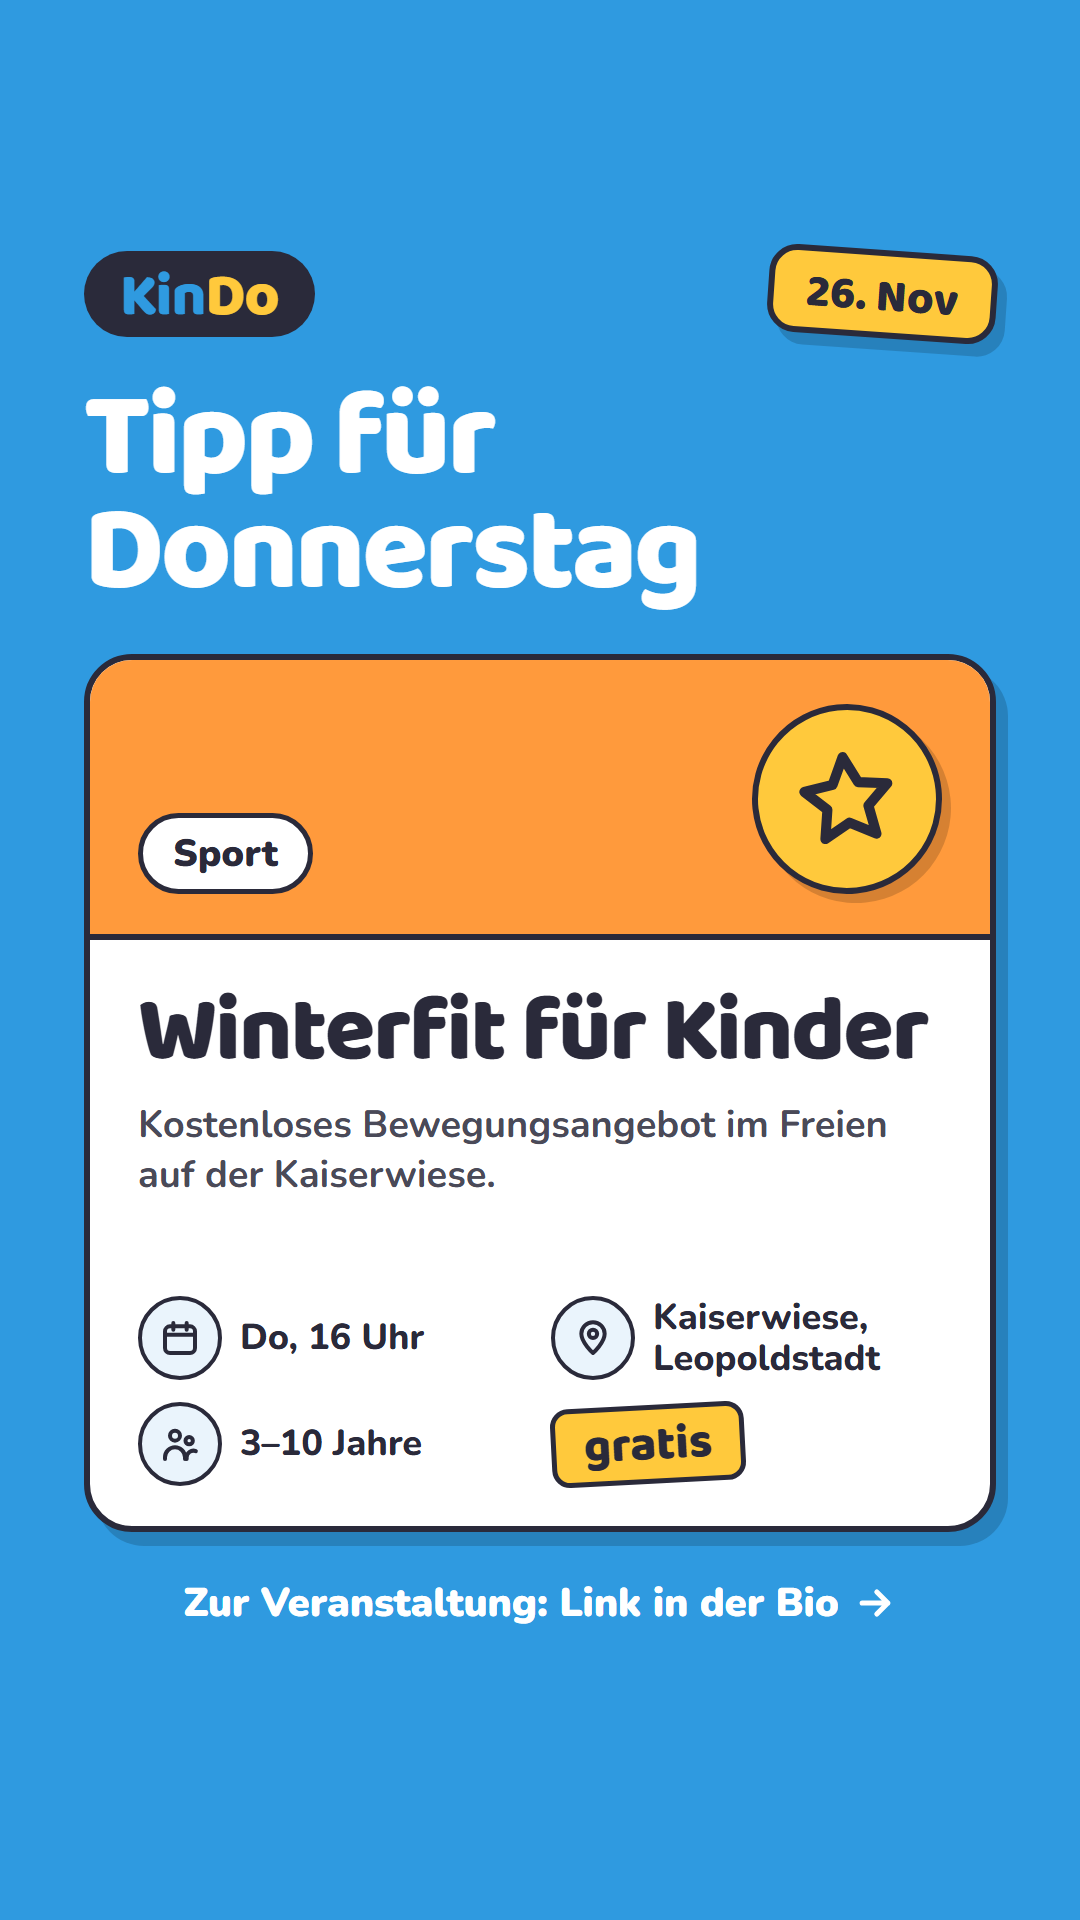 KinDo
26. Nov
Tipp für
Donnerstag
Sport
Winterfit für Kinder
Kostenloses Bewegungsangebot im Freien
auf der Kaiserwiese.
Do, 16 Uhr
Kaiserwiese,
Leopoldstadt
3–10 Jahre
gratis
Zur Veranstaltung: Link in der Bio →